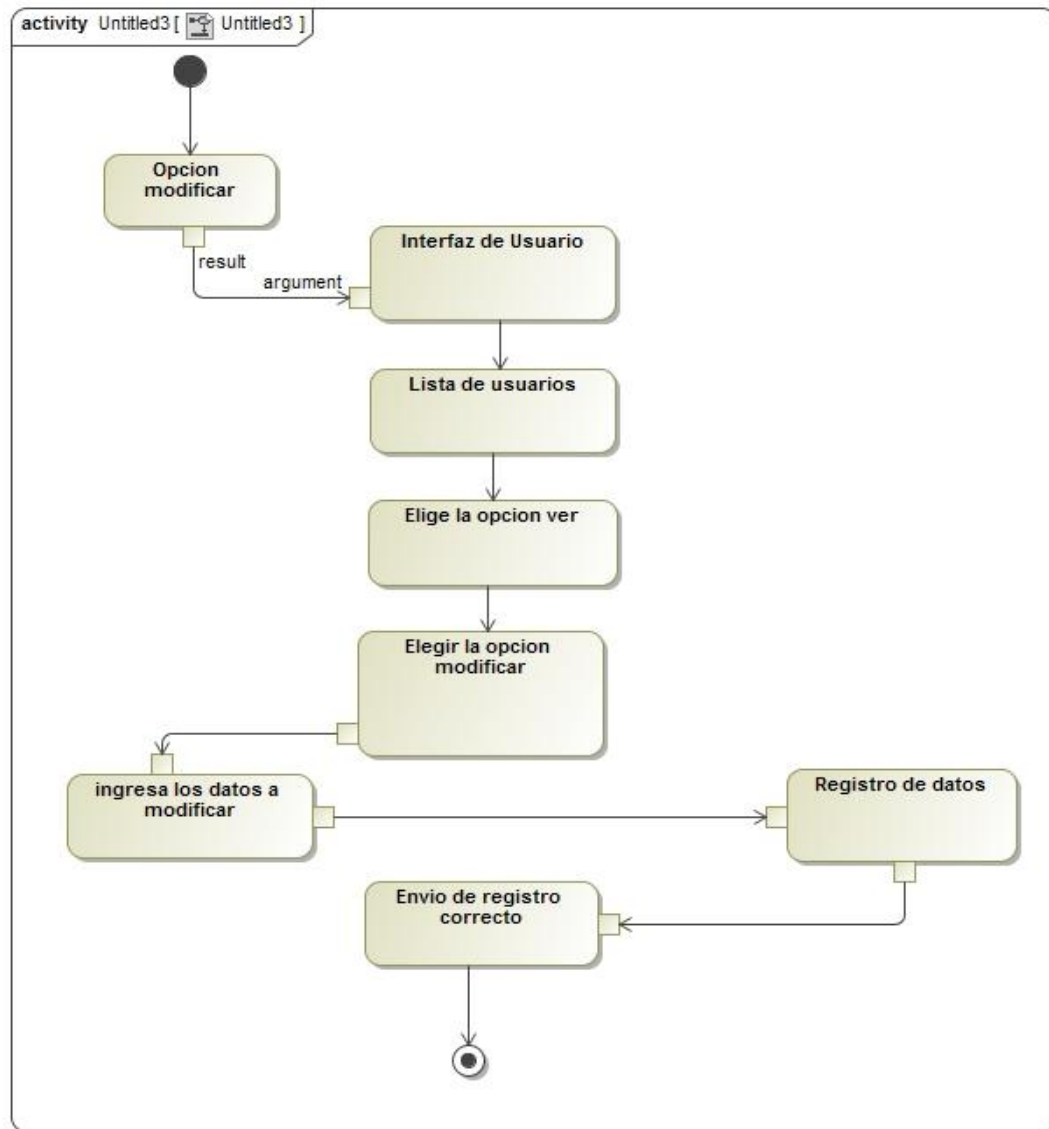 activity Untitled3 [ Untitled3 ]
Opcion
modificar
result
argument
Interfaz de Usuario
Lista de usuarios
Elige la opcion ver
Elegir la opcion
modificar
ingresa los datos a
modificar
Registro de datos
Envio de registro
correcto